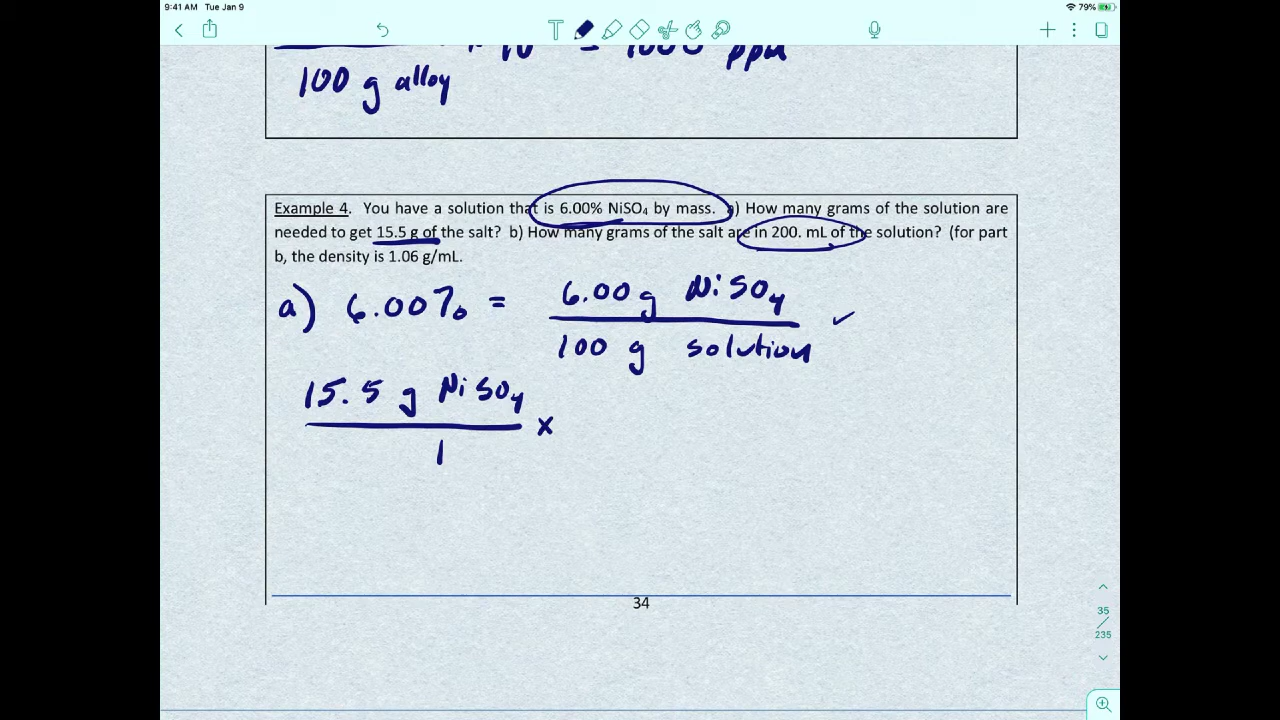 9:41 AM Tue Jan 9
79%
= 1000 ppm
100 g alloy
Example 4. You have a solution that is 6.00% NiSO₄ by mass. a) How many grams of the solution are
needed to get 15.5 g of the salt? b) How many grams of the salt are in 200. mL of the solution? (for part
b, the density is 1.06 g/mL.
a) 6.00% = 6.00 g NiSO₄
100 g solution
15.5 g NiSO₄ x
1
34
35
/
235